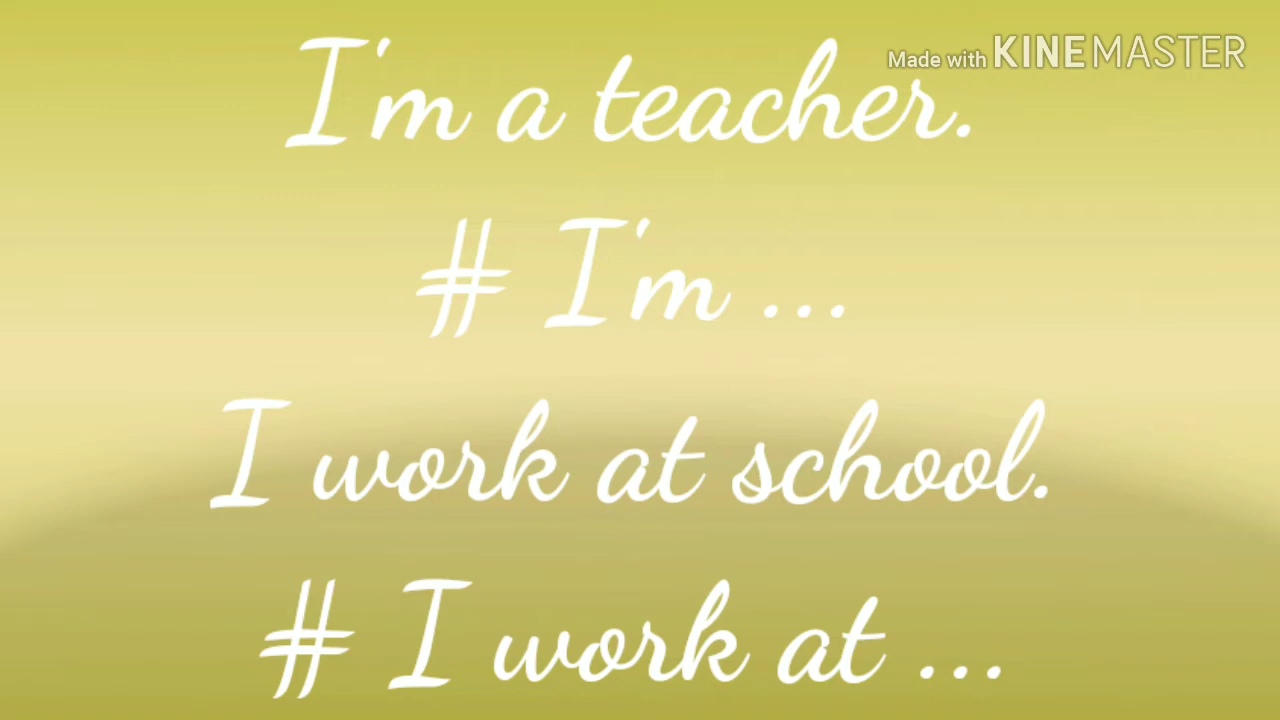 Made with KINEMASTER
I'm a teacher.
# I'm ...
I work at school.
# I work at ...